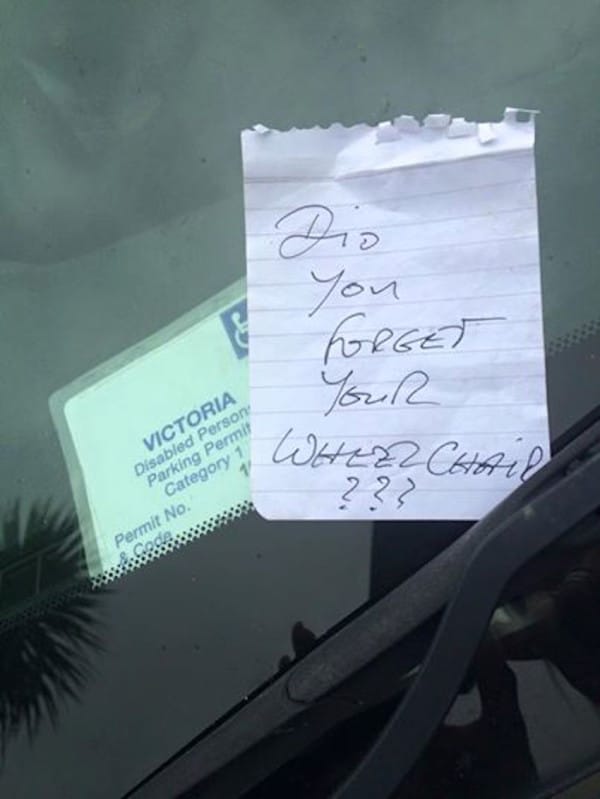 Did
You
FORGET
YOUR
WHEELCHAIR
???
VICTORIA
Disabled Person
Parking Permit
Category 1
Permit No.
& Code